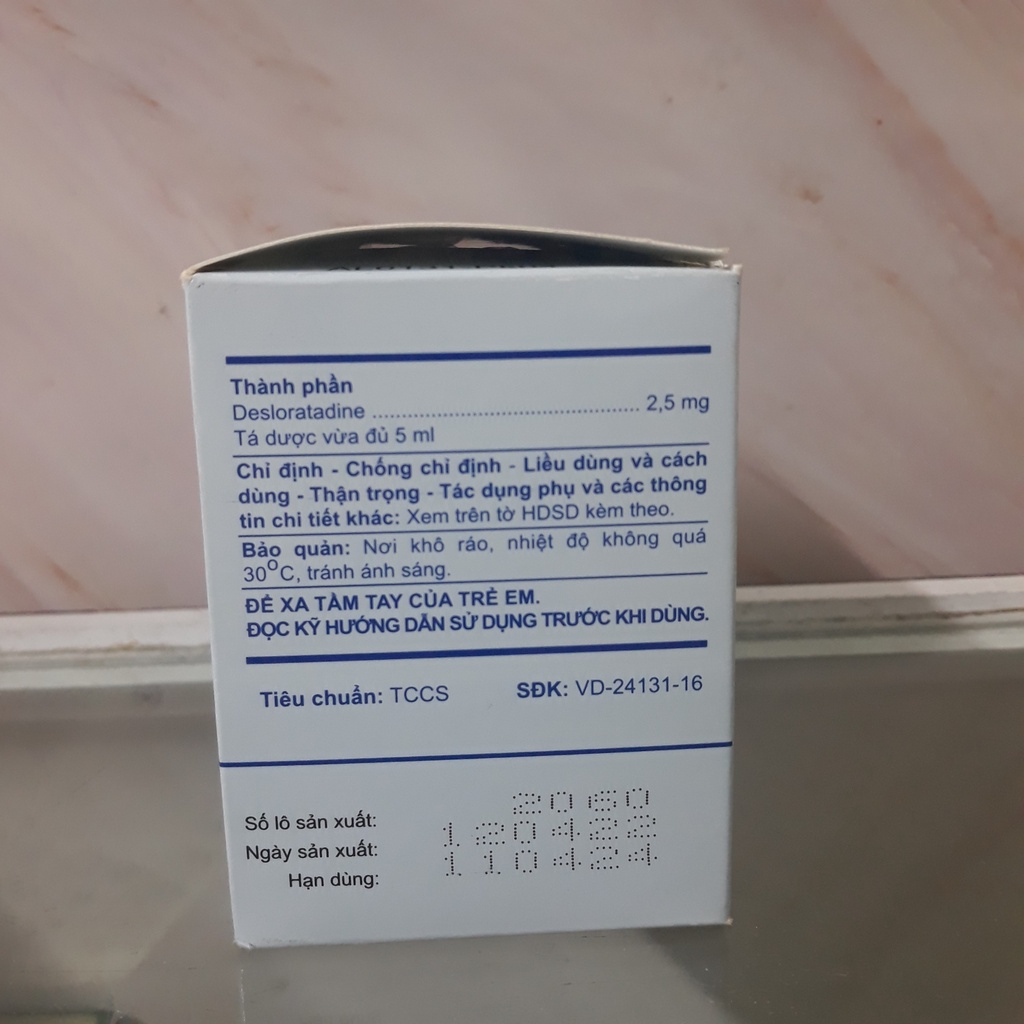 Thành phần
Desloratadine ............................................. 2,5 mg
Tá dược vừa đủ 5 ml
Chỉ định - Chống chỉ định - Liều dùng và cách
dùng - Thận trọng - Tác dụng phụ và các thông
tin chi tiết khác: Xem trên tờ HDSD kèm theo.
Bảo quản: Nơi khô ráo, nhiệt độ không quá
30°C, tránh ánh sáng.
ĐỂ XA TẦM TAY CỦA TRẺ EM.
ĐỌC KỸ HƯỚNG DẪN SỬ DỤNG TRƯỚC KHI DÙNG.
Tiêu chuẩn: TCCS SĐK: VD-24131-16
Số lô sản xuất: 2060
Ngày sản xuất: 120422
Hạn dùng: 110424